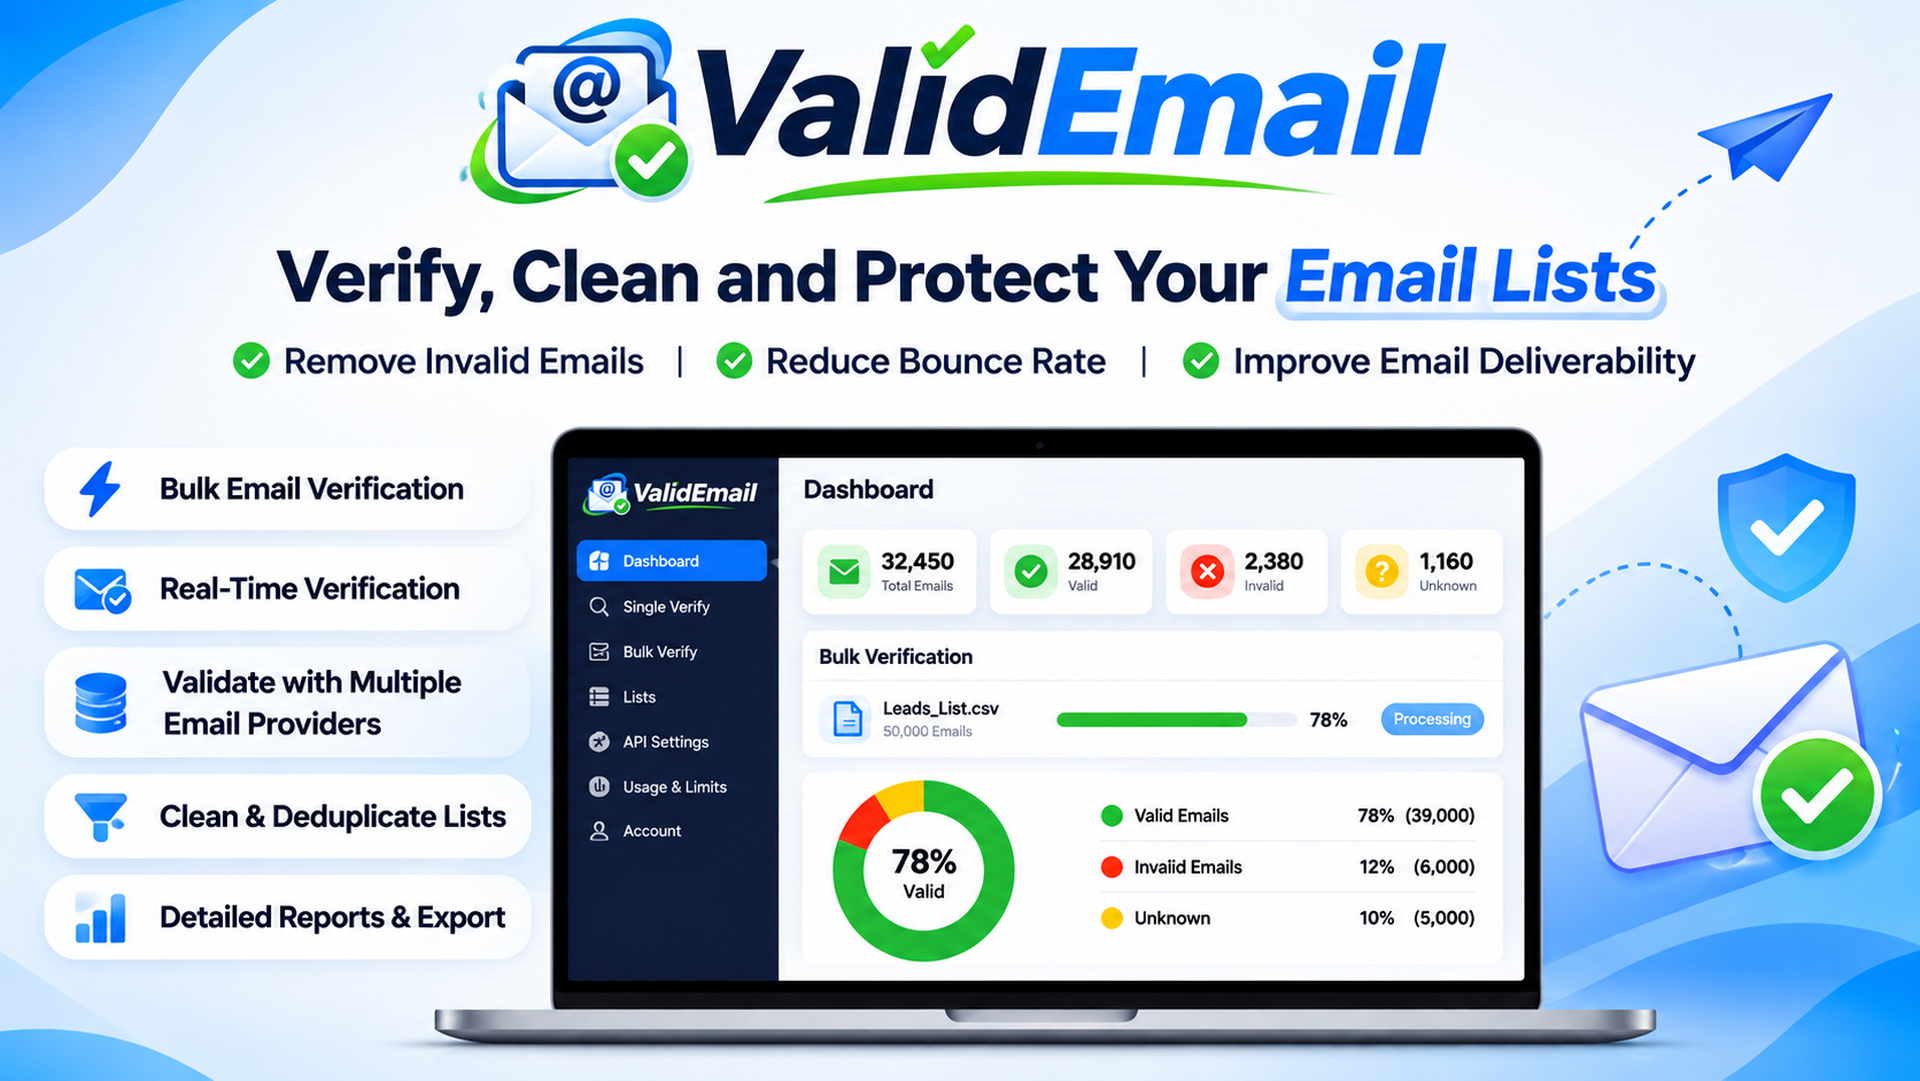 @ ValidEmail
Verify, Clean and Protect Your Email Lists
Remove Invalid Emails | Reduce Bounce Rate | Improve Email Deliverability
Bulk Email Verification
Real-Time Verification
Validate with Multiple
Email Providers
Clean & Deduplicate Lists
Detailed Reports & Export
@ ValidEmail
Dashboard
Single Verify
Bulk Verify
Lists
API Settings
Usage & Limits
Account
Dashboard
32,450
Total Emails
28,910
Valid
2,380
Invalid
? 1,160
Unknown
Bulk Verification
Leads_List.csv
50,000 Emails
78%
Processing
78%
Valid
Valid Emails 78% (39,000)
Invaiid Emails 12% (6,000)
Unknown 10% (5,000)